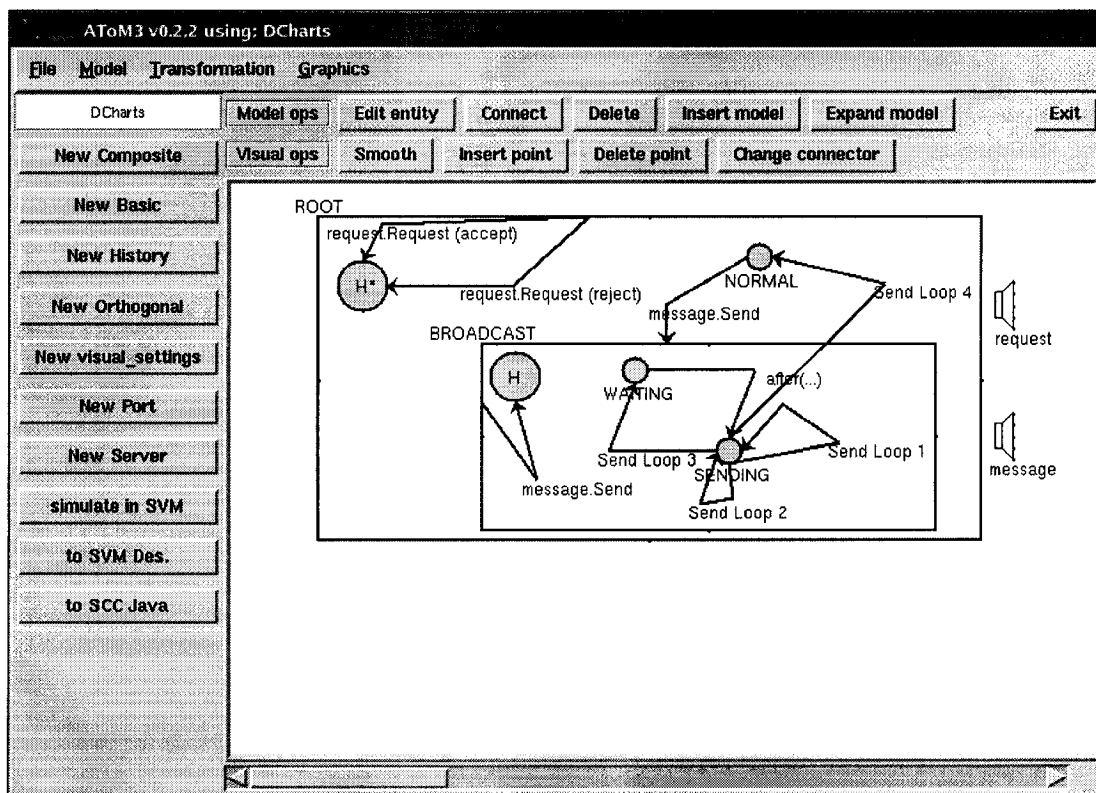 AToM3 v0.2.2 using: DCharts
File Model Transformation Graphics
DCharts Model ops Edit entity Connect Delete Insert model Expand model Exit
New Composite Visual ops Smooth Insert point Delete point Change connector
New Basic
New History
New Orthogonal
New visual_settings
New Port
New Server
simulate in SVM
to SVM Des.
to SCC Java
ROOT
request.Request (accept)
H*
request.Request (reject)
NORMAL
Send Loop 4
message.Send
request
BROADCAST
H
WAITING
after(...)
Send Loop 3
SENDING
Send Loop 1
message.Send
Send Loop 2
message